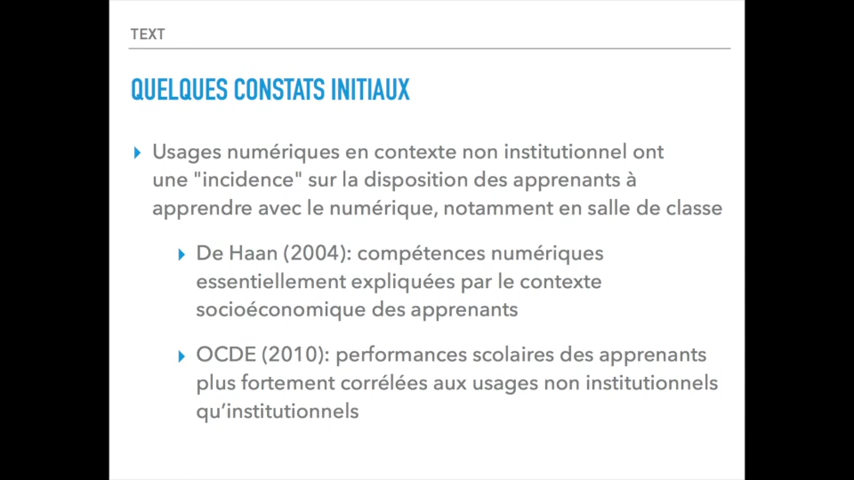 TEXT
QUELQUES CONSTATS INITIAUX
Usages numériques en contexte non institutionnel ont
une "incidence" sur la disposition des apprenants à
apprendre avec le numérique, notamment en salle de classe
De Haan (2004): compétences numériques
essentiellement expliquées par le contexte
socioéconomique des apprenants
OCDE (2010): performances scolaires des apprenants
plus fortement corrélées aux usages non institutionnels
qu’institutionnels